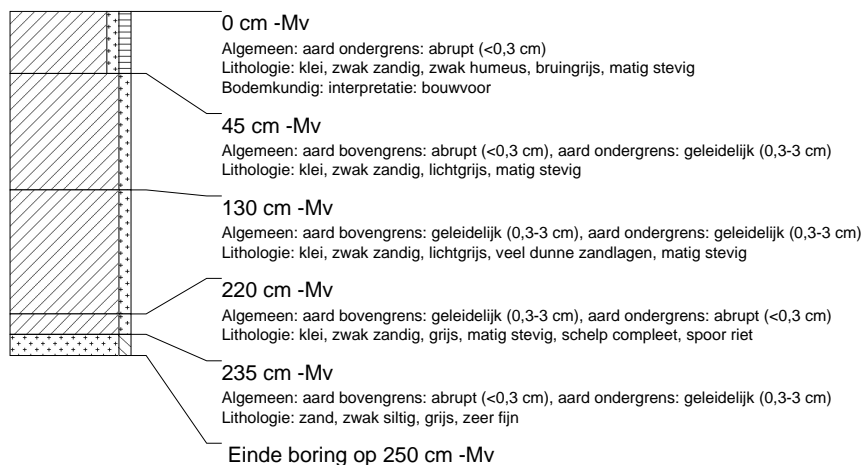 0 cm -Mv
Algemeen: aard ondergrens: abrupt (<0,3 cm)
Lithologie: klei, zwak zandig, zwak humeus, bruingrijs, matig stevig
Bodemkundig: interpretatie: bouwvoor
45 cm -Mv
Algemeen: aard bovengrens: abrupt (<0,3 cm), aard ondergrens: geleidelijk (0,3-3 cm)
Lithologie: klei, zwak zandig, lichtgrijs, matig stevig
130 cm -Mv
Algemeen: aard bovengrens: geleidelijk (0,3-3 cm), aard ondergrens: geleidelijk (0,3-3 cm)
Lithologie: klei, zwak zandig, lichtgrijs, veel dunne zandlagen, matig stevig
220 cm -Mv
Algemeen: aard bovengrens: geleidelijk (0,3-3 cm), aard ondergrens: abrupt (<0,3 cm)
Lithologie: klei, zwak zandig, grijs, matig stevig, schelp compleet, spoor riet
235 cm -Mv
Algemeen: aard bovengrens: abrupt (<0,3 cm), aard ondergrens: geleidelijk (0,3-3 cm)
Lithologie: zand, zwak siltig, grijs, zeer fijn
Einde boring op 250 cm -Mv